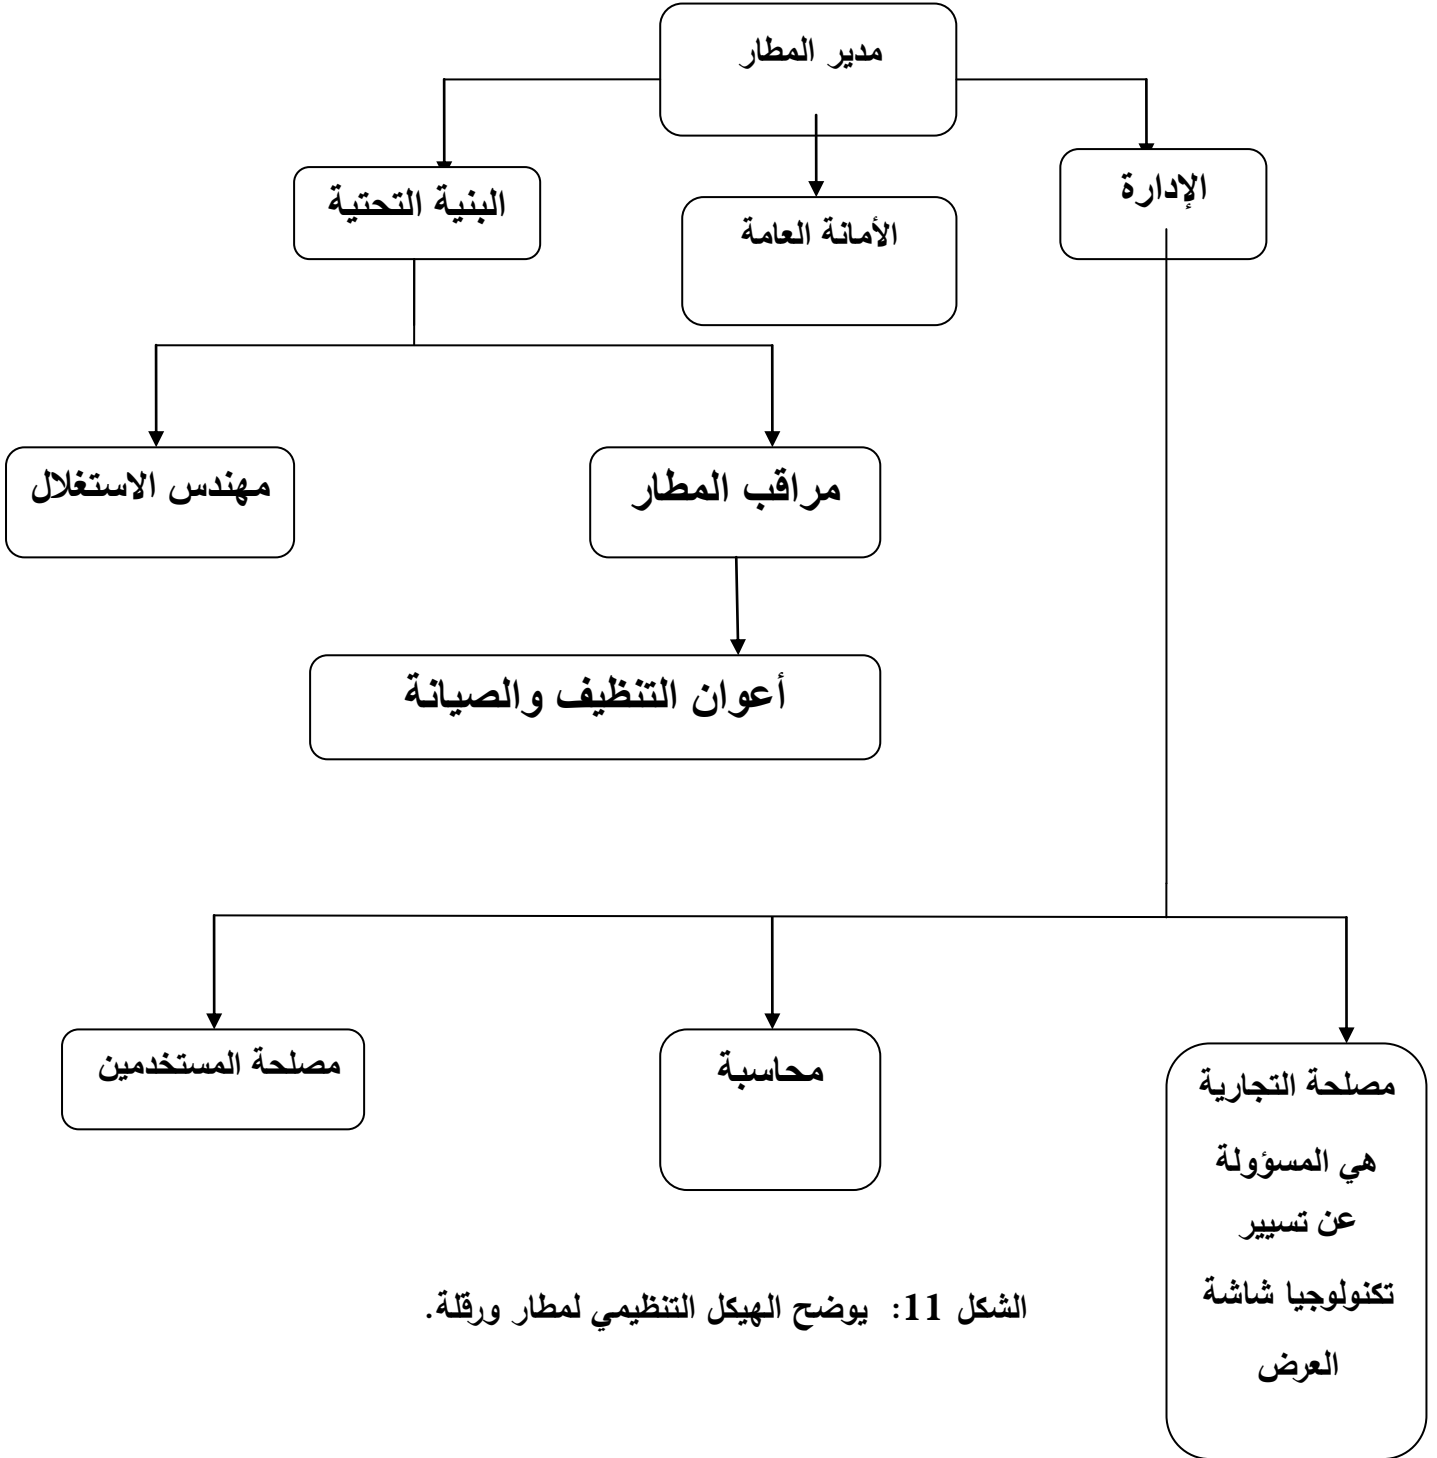 مدير المطار
الإدارة
الأمانة العامة
البنية التحتية
مراقب المطار
مهندس الاستغلال
أعوان التنظيف والصيانة
مصلحة التجارية
هي المسؤولة
عن تسيير
تكنولوجيا شاشة
العرض
محاسبة
مصلحة المستخدمين
الشكل 11: يوضح الهيكل التنظيمي لمطار ورقلة.